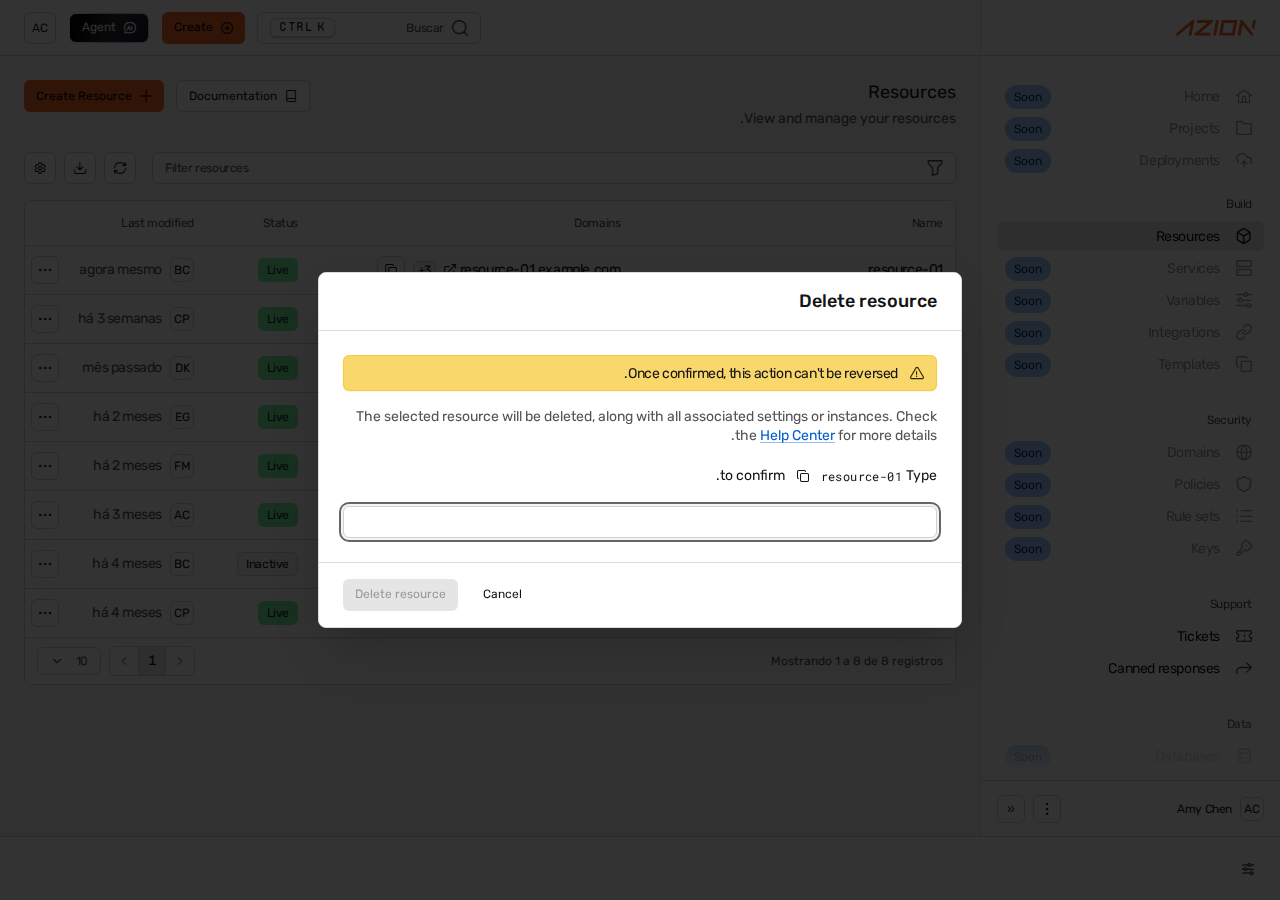 AZION
Buscar
CTRL K
Create
Agent
AC
Home
Soon
Projects
Soon
Deployments
Soon
Build
Resources
Services
Soon
Variables
Soon
Integrations
Soon
Templates
Soon
Security
Domains
Soon
Policies
Soon
Rule sets
Soon
Keys
Soon
Support
Tickets
Canned responses
Data
Databases
Soon
AC
Amy Chen
Resources
.View and manage your resources
Documentation
Create Resource
Filter resources
Name
Domains
Status
Last modified
resource-01
resource-01.example.com
+3
Live
BC
agora mesmo
Live
CP
há 3 semanas
Live
DK
mês passado
Live
EG
há 2 meses
Live
FM
há 2 meses
Live
AC
há 3 meses
Inactive
BC
há 4 meses
Live
CP
há 4 meses
Mostrando 1 a 8 de 8 registros
1
10
Delete resource
.Once confirmed, this action can't be reversed
The selected resource will be deleted, along with all associated settings or instances. Check
.the Help Center for more details
.to confirm resource-01 Type
Cancel
Delete resource